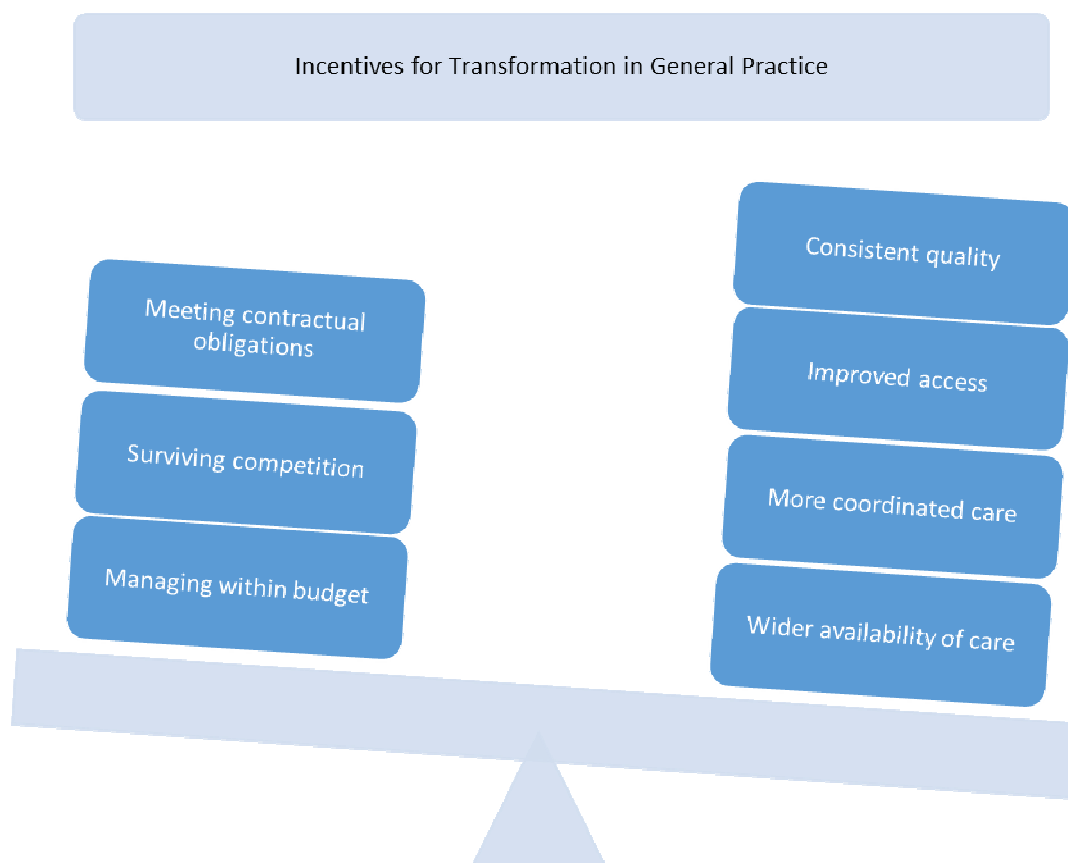 Incentives for Transformation in General Practice
Meeting contractual
obligations
Surviving competition
Managing within budget
Consistent quality
Improved access
More coordinated care
Wider availability of care